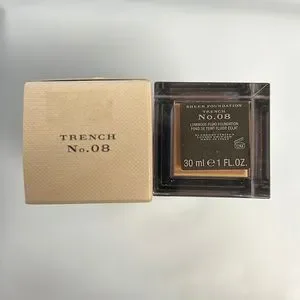 TRENCH
No.08
SHEER FOUNDATION
TRENCH
No.08
LUMINOUS FLUID FOUNDATION
FOND DE TEINT FLUIDE ECLAT
30 ml e 1 FL.OZ.